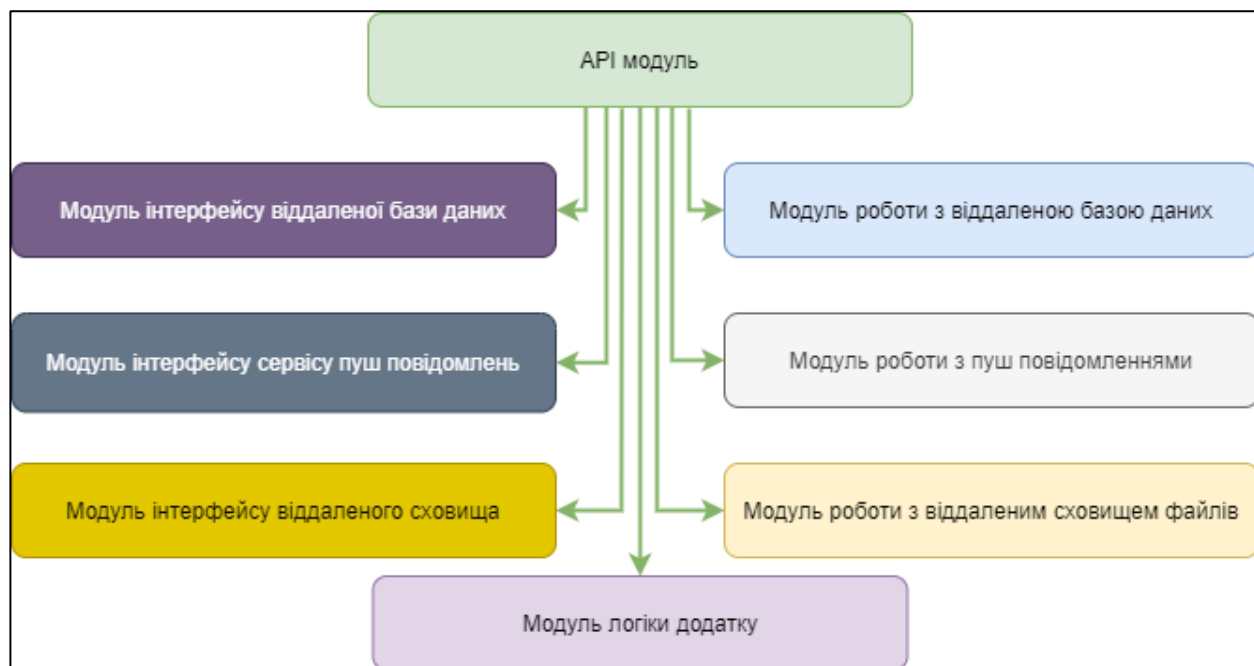 API модуль
Модуль інтерфейсу віддаленої бази даних
Модуль роботи з віддаленою базою даних
Модуль інтерфейсу сервісу пуш повідомлень
Модуль роботи з пуш повідомленнями
Модуль інтерфейсу віддаленого сховища
Модуль роботи з віддаленим сховищем файлів
Модуль логіки додатку